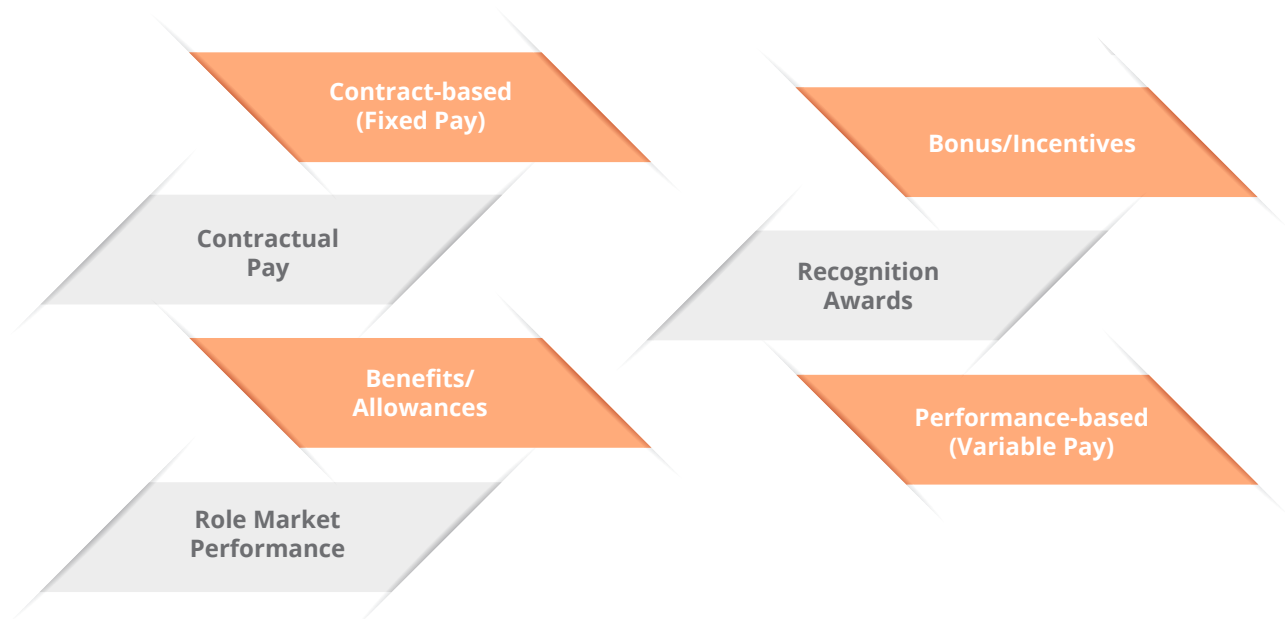 Contract-based
(Fixed Pay)
Contractual
Pay
Benefits/
Allowances
Role Market
Performance
Bonus/Incentives
Recognition
Awards
Performance-based
(Variable Pay)